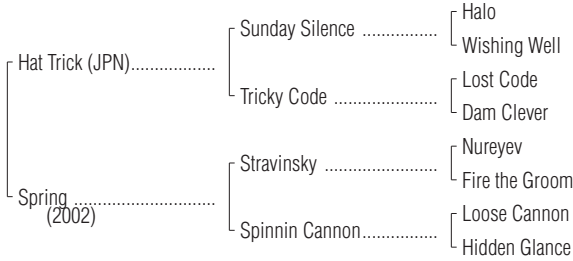 Halo
Sunday Silence ................
Wishing Well
Hat Trick (JPN)..................
Lost Code
Tricky Code ......................
Dam Clever
Nureyev
Stravinsky ........................
Fire the Groom
Spring ..............................
(2002)
Loose Cannon
Spinnin Cannon................
Hidden Glance